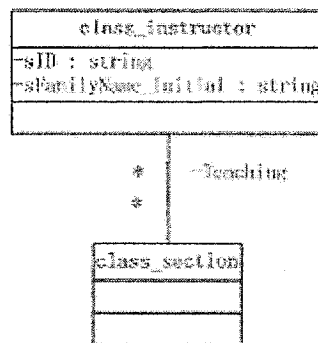 class_instructor
-sID : string
-sFamilyName_Initial : string
*
-Teaching
*
class_section